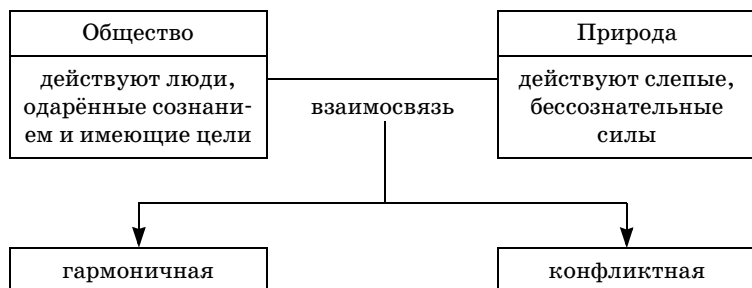 Общество
действуют люди,
одарённые сознани-
ем и имеющие цели
взаимосвязь
Природа
действуют слепые,
бессознательные
силы
гармоничная
конфликтная